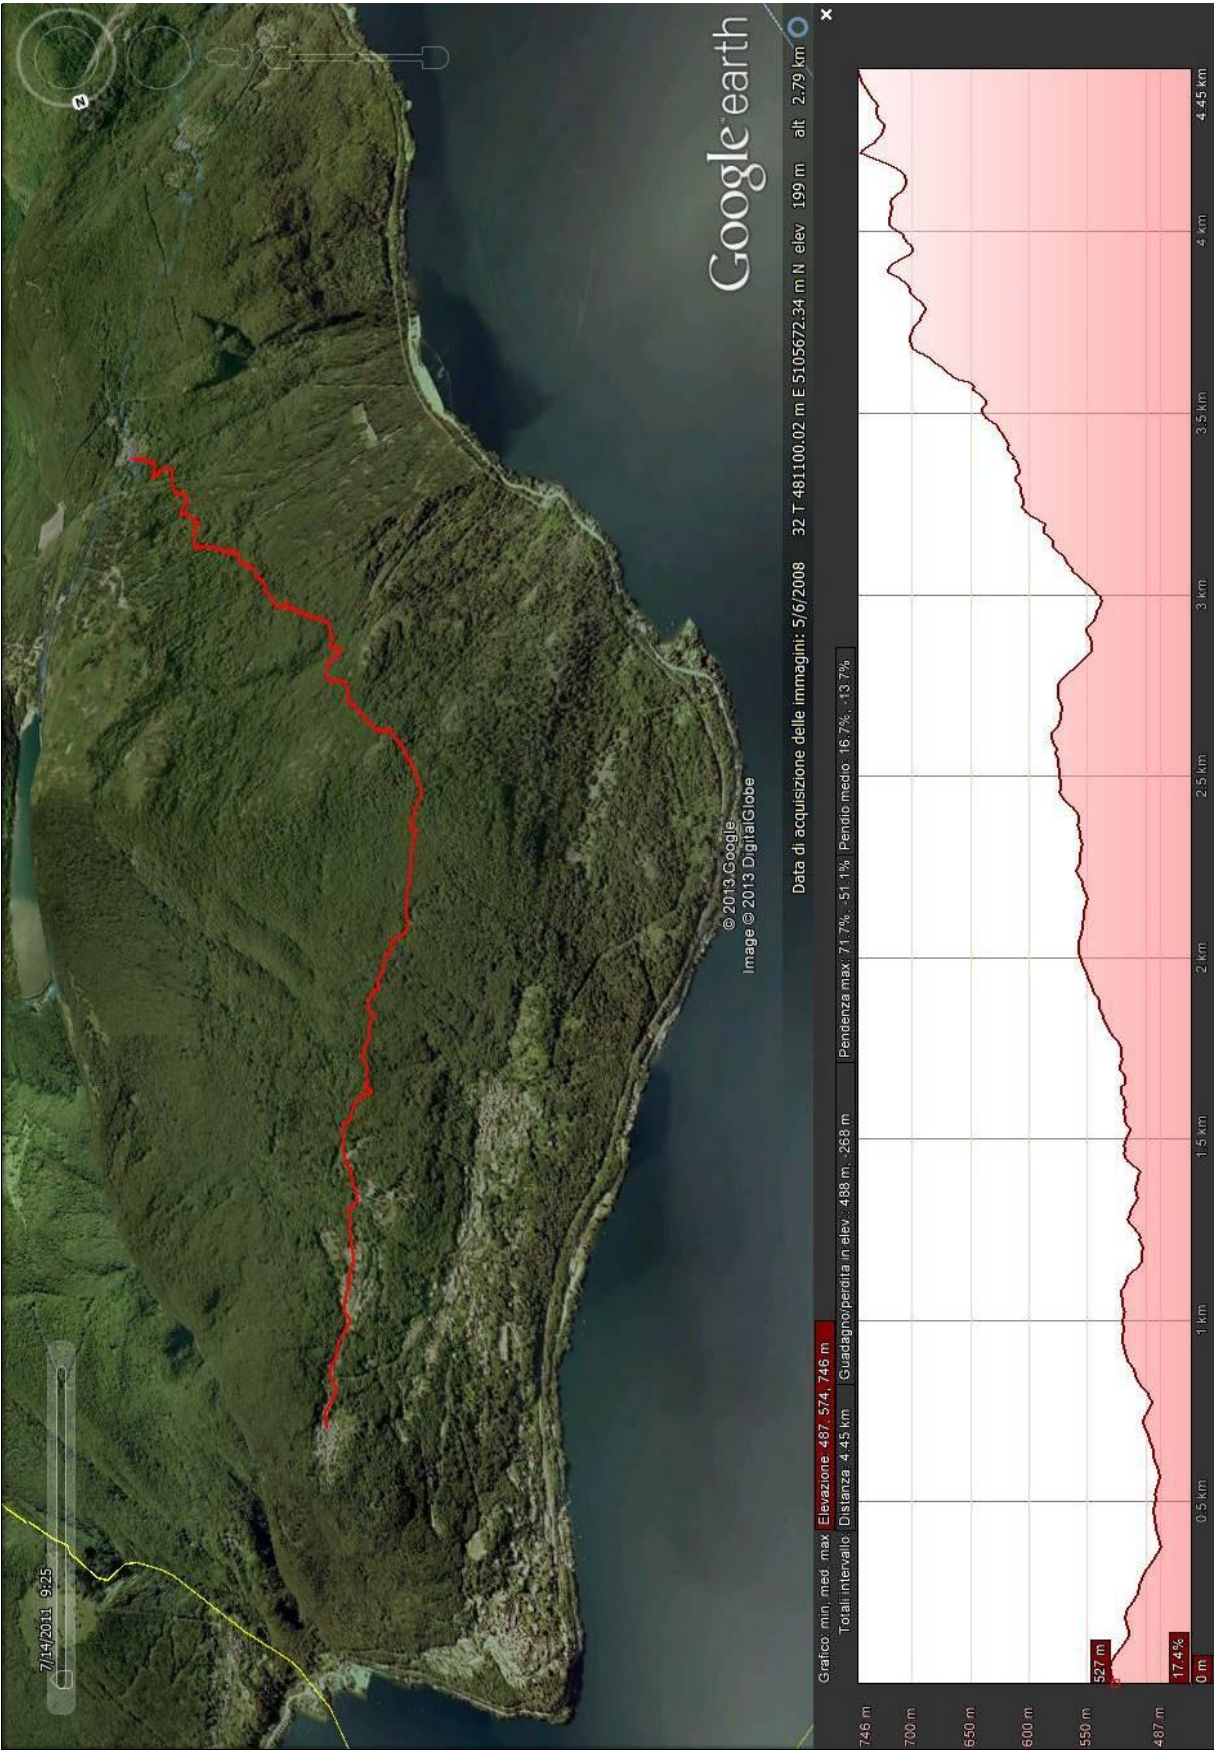 7/14/2011 9:25
N
© 2013 Google
Image © 2013 DigitalGlobe
Google earth
Data di acquisizione delle immagini: 5/6/2008 32 T 481100.02 m E 5105672.34 m N elev 199 m alt 2.79 km
Grafico: min, med, max Elevazione: 487, 574, 746 m
Totali intervallo: Distanza: 4.45 km Guadagno/perdita in elev.: 488 m, -268 m Pendenza max: 71.7%, -51.1% Pendio medio: 16.7%, -13.7%
746 m
700 m
650 m
600 m
550 m
487 m
527 m
17.4%
0 m 0.5 km 1 km 1.5 km 2 km 2.5 km 3 km 3.5 km 4 km 4.45 km